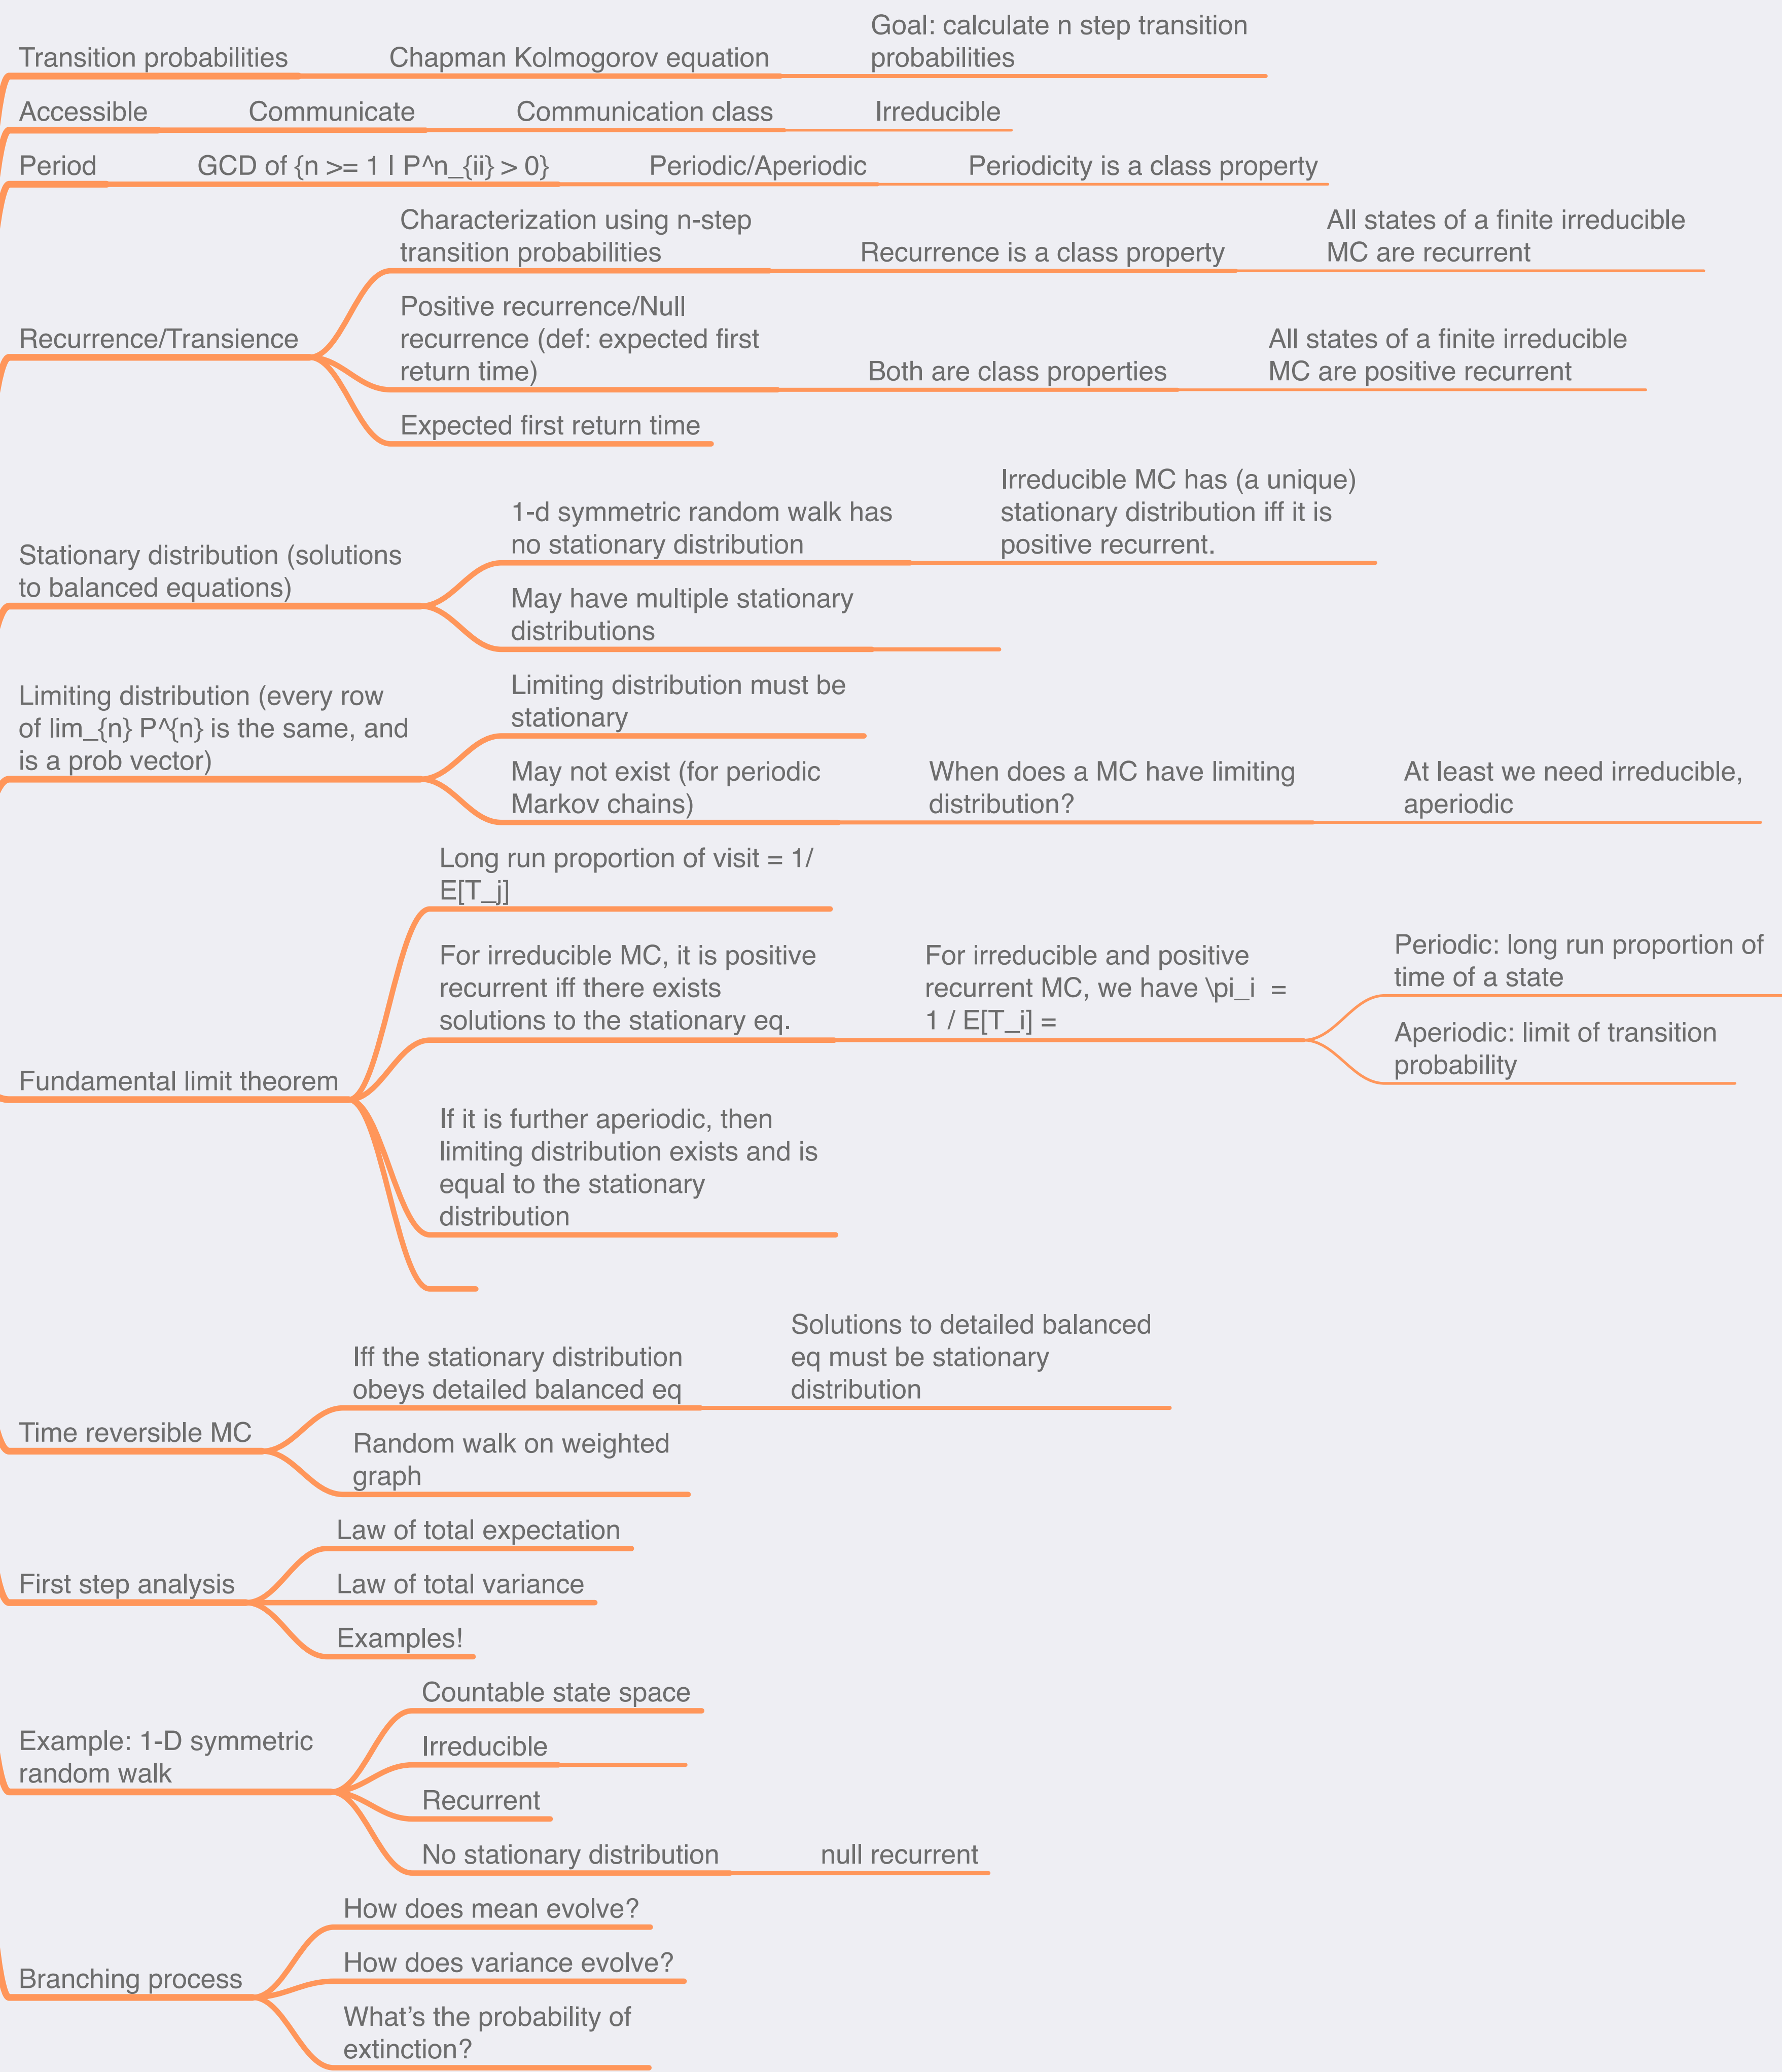 Transition probabilities
Chapman Kolmogorov equation
Goal: calculate n step transition
probabilities
Accessible
Communicate
Communication class
Irreducible
Period
GCD of {n >= 1 | P^n_{ii} > 0}
Periodic/Aperiodic
Periodicity is a class property
Recurrence/Transience
Characterization using n-step
transition probabilities
Recurrence is a class property
All states of a finite irreducible
MC are recurrent
Positive recurrence/Null
recurrence (def: expected first
return time)
Both are class properties
All states of a finite irreducible
MC are positive recurrent
Expected first return time
Stationary distribution (solutions
to balanced equations)
1-d symmetric random walk has
no stationary distribution
Irreducible MC has (a unique)
stationary distribution iff it is
positive recurrent.
May have multiple stationary
distributions
Limiting distribution (every row
of lim_{n} P^{n} is the same, and
is a prob vector)
Limiting distribution must be
stationary
May not exist (for periodic
Markov chains)
When does a MC have limiting
distribution?
At least we need irreducible,
aperiodic
Fundamental limit theorem
Long run proportion of visit = 1/
E[T_j]
For irreducible MC, it is positive
recurrent iff there exists
solutions to the stationary eq.
For irreducible and positive
recurrent MC, we have \pi_i  =
1 / E[T_i] =
Periodic: long run proportion of
time of a state
Aperiodic: limit of transition
probability
If it is further aperiodic, then
limiting distribution exists and is
equal to the stationary
distribution
Time reversible MC
Iff the stationary distribution
obeys detailed balanced eq
Solutions to detailed balanced
eq must be stationary
distribution
Random walk on weighted
graph
First step analysis
Law of total expectation
Law of total variance
Examples!
Example: 1-D symmetric
random walk
Countable state space
Irreducible
Recurrent
No stationary distribution
null recurrent
Branching process
How does mean evolve?
How does variance evolve?
What’s the probability of
extinction?